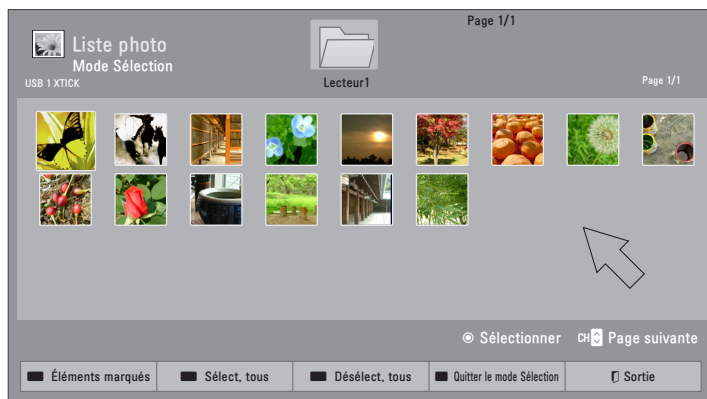 Page 1/1
Liste photo
Mode Sélection
USB 1 XTICK
Lecteur1
Page 1/1
Sélectionner CH Page suivante
Éléments marqués
Sélect. tous
Désélect. tous
Quitter le mode Sélection
Sortie